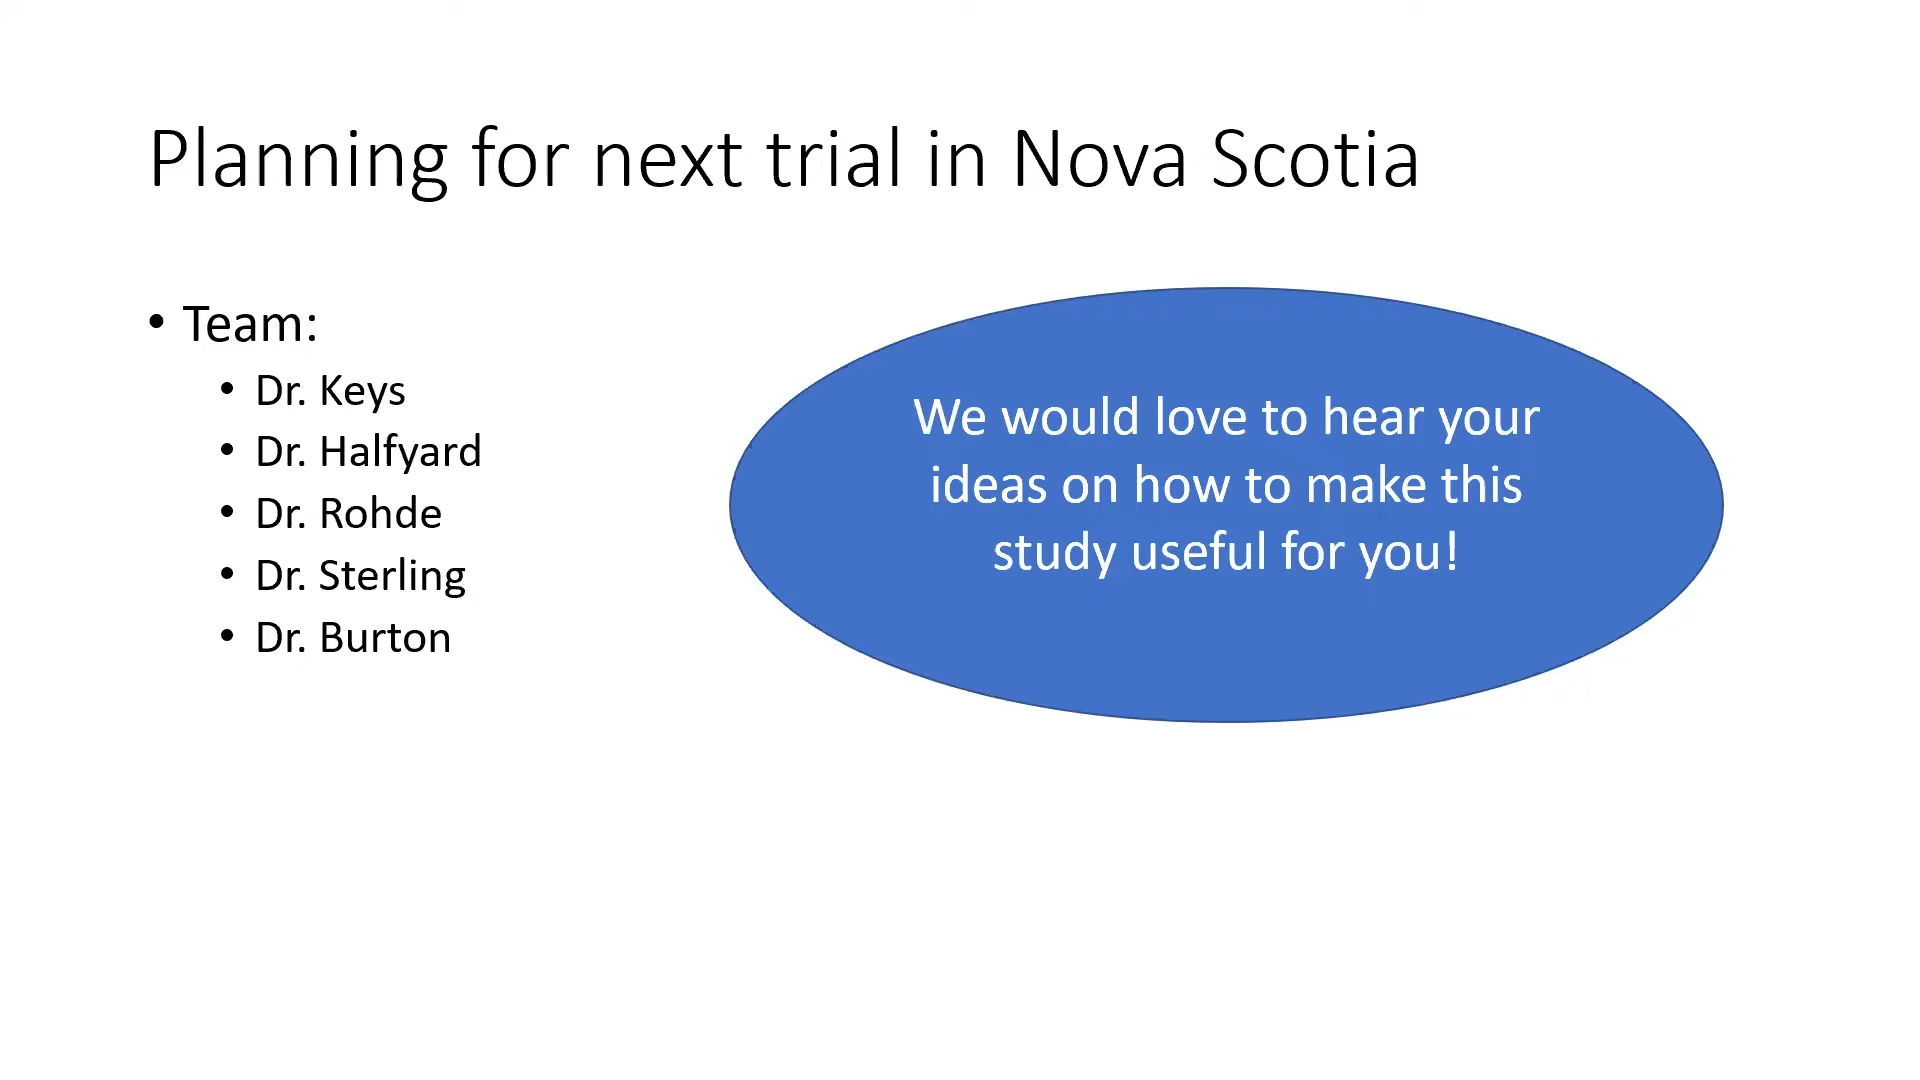 Planning for next trial in Nova Scotia
• Team:
• Dr. Keys
• Dr. Halfyard
• Dr. Rohde
• Dr. Sterling
• Dr. Burton
We would love to hear your
ideas on how to make this
study useful for you!